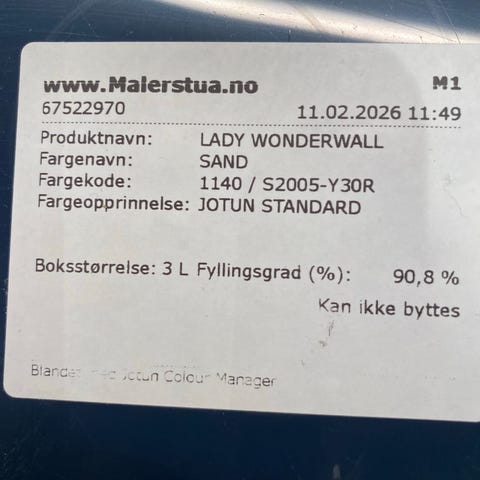 www.Malerstua.no M1
67522970 11.02.2026 11:49
Produktnavn: LADY WONDERWALL
Fargenavn: SAND
Fargekode: 1140 / S2005-Y30R
Fargeopprinnelse: JOTUN STANDARD
Boksstørrelse: 3 L Fyllingsgrad (%): 90,8 %
Kan ikke byttes
Jotun Colour Manager